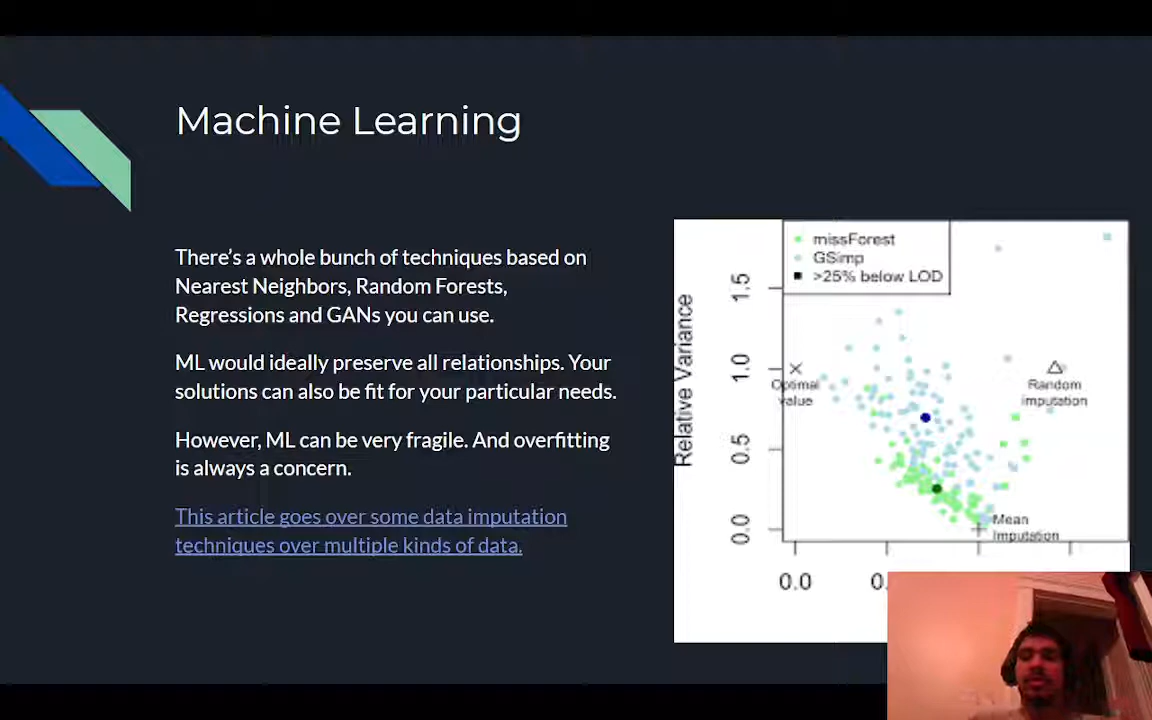 Machine Learning
There's a whole bunch of techniques based on
Nearest Neighbors, Random Forests,
Regressions and GANs you can use.
ML would ideally preserve all relationships. Your
solutions can also be fit for your particular needs.
However, ML can be very fragile. And overfitting
is always a concern.
This article goes over some data imputation
techniques over multiple kinds of data.
missForest
GSimp
>25% below LOD
Relative Variance
1.5
1.0
0.5
0.0
Optimal
value
Random
imputation
Mean
Imputation
0.0